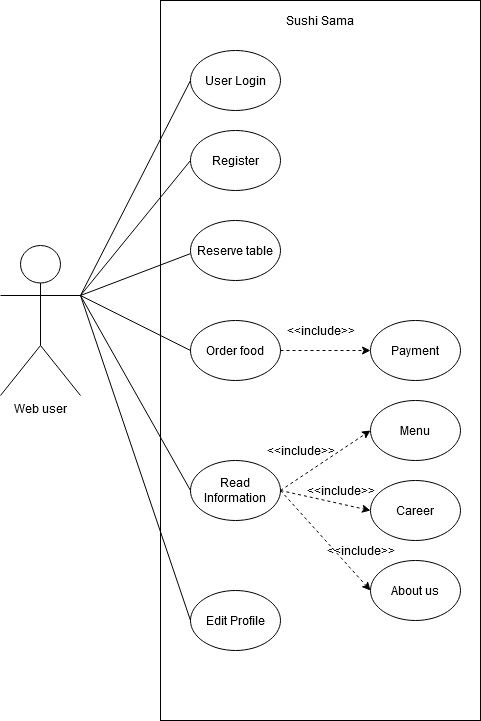 Sushi Sama
User Login
Register
Reserve table
Web user
Order food
<<include>>
Payment
Read
Information
<<include>>
Menu
<<include>>
Career
<<include>>
About us
Edit Profile